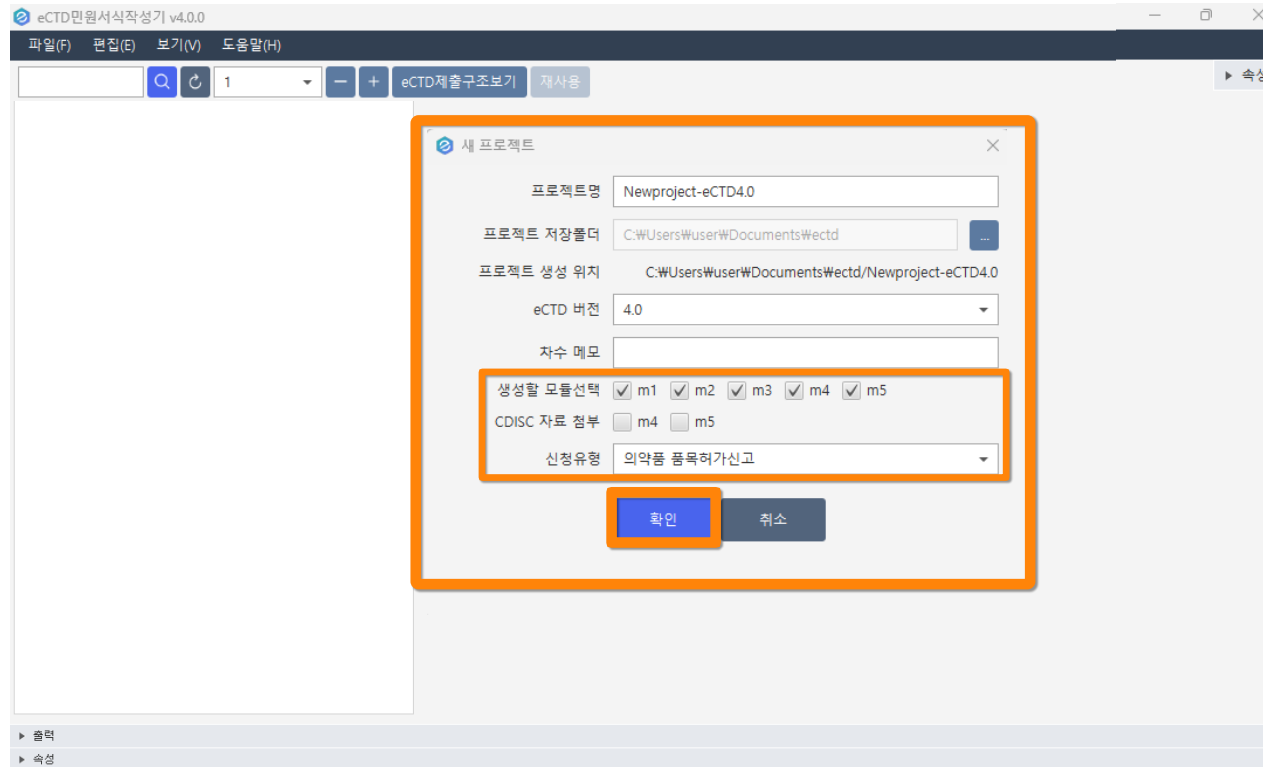 eCTD민원서식작성기 v4.0.0
파일(F) 편집(E) 보기(V) 도움말(H)
1 eCTD제출구조보기 재사용
속성
새 프로젝트
프로젝트명 Newproject-eCTD4.0
프로젝트 저장폴더 C:₩Users₩user₩Documents₩ectd ...
프로젝트 생성 위치 C:₩Users₩user₩Documents₩ectd/Newproject-eCTD4.0
eCTD 버전 4.0
차수 메모
생성할 모듈선택 m1 m2 m3 m4 m5
CDISC 자료 첨부 m4 m5
신청유형 의약품 품목허가신고
확인 취소
출력
속성